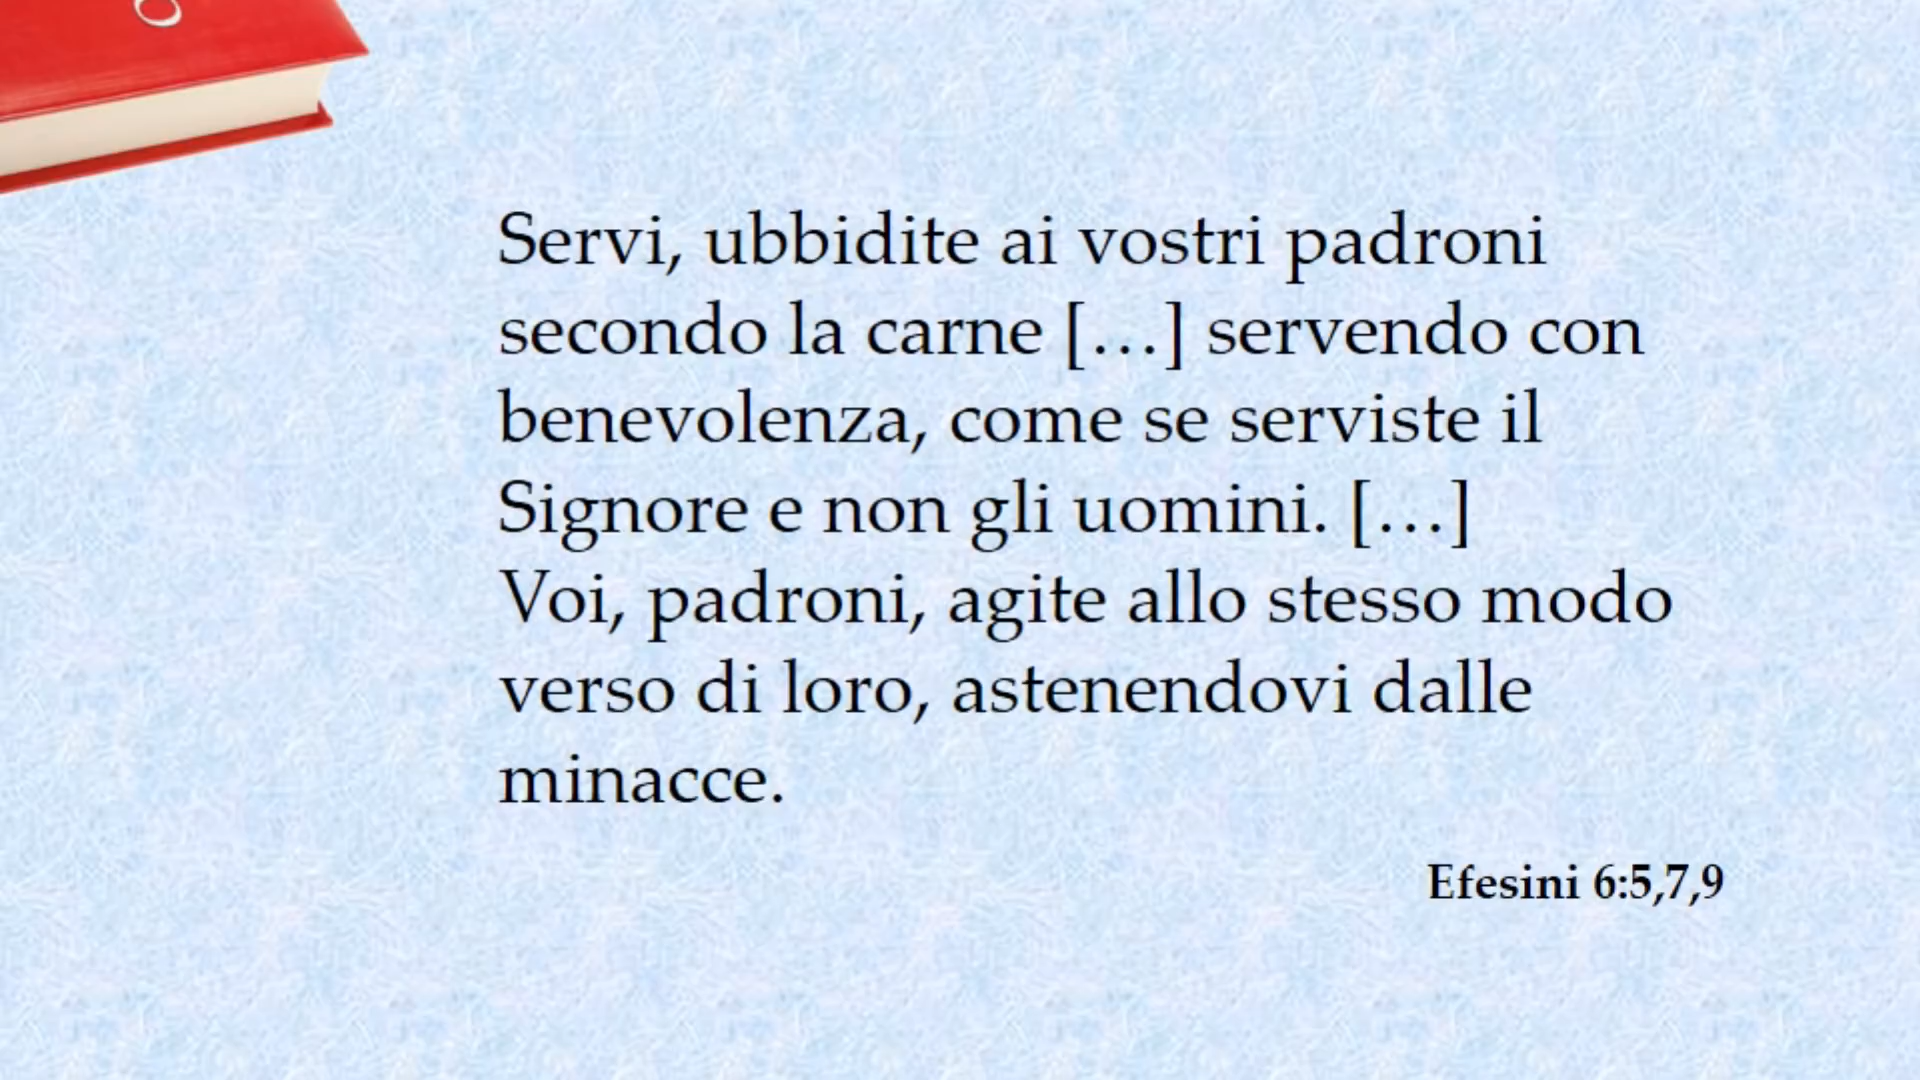 Servi, ubbidite ai vostri padroni
secondo la carne […] servendo con
benevolenza, come se serviste il
Signore e non gli uomini. […]
Voi, padroni, agite allo stesso modo
verso di loro, astenendovi dalle
minacce.
Efesini 6:5,7,9